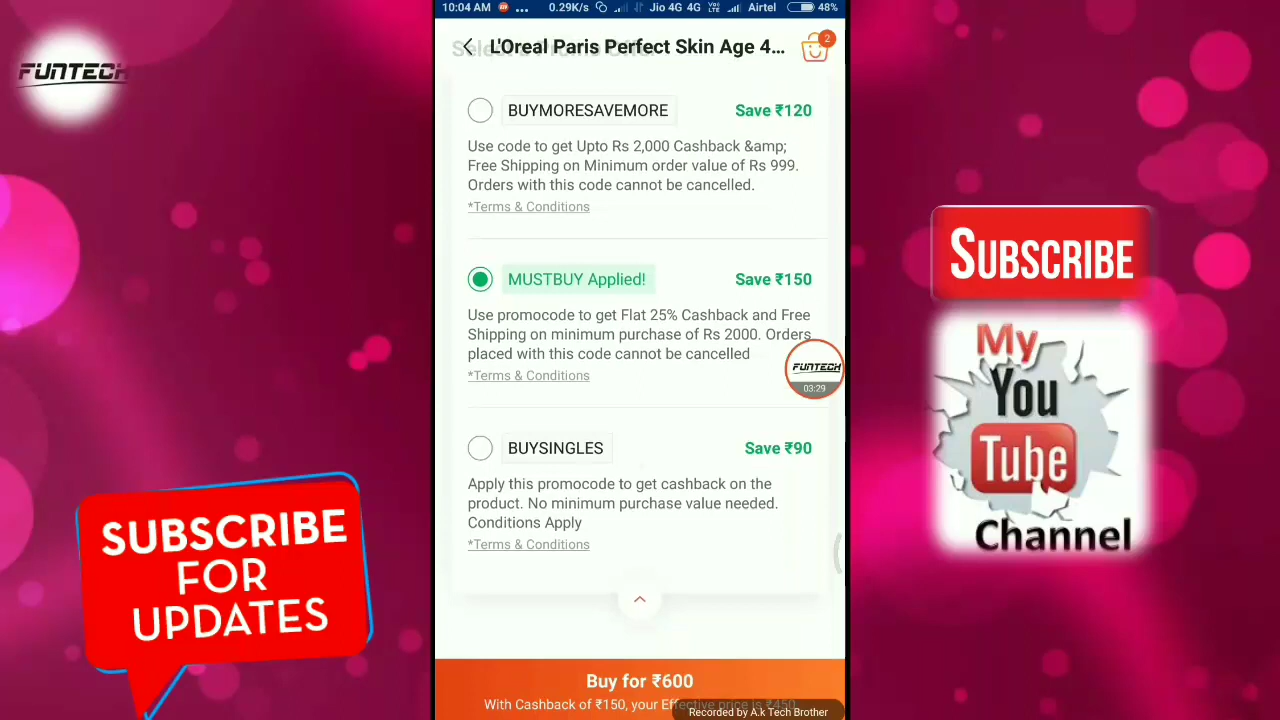 10:04 AM ... 0.29K/s Jio 4G 4G VoLTE Airtel 48%
FUNTECH
L'Oreal Paris Perfect Skin Age 4...
2
BUYMORESAVEMORE Save ₹120
Use code to get Upto Rs 2,000 Cashback &amp;
Free Shipping on Minimum order value of Rs 999.
Orders with this code cannot be cancelled.
*Terms & Conditions
MUSTBUY Applied! Save ₹150
Use promocode to get Flat 25% Cashback and Free
Shipping on minimum purchase of Rs 2000. Orders
placed with this code cannot be cancelled
*Terms & Conditions
FUNTECH
03:29
BUYSINGLES Save ₹90
Apply this promocode to get cashback on the
product. No minimum purchase value needed.
Conditions Apply
*Terms & Conditions
Buy for ₹600
With Cashback of ₹150, your Effective price is ₹450
Recorded by A.k Tech Brother
SUBSCRIBE
FOR
UPDATES
SUBSCRIBE
My
You
Tube
Channel